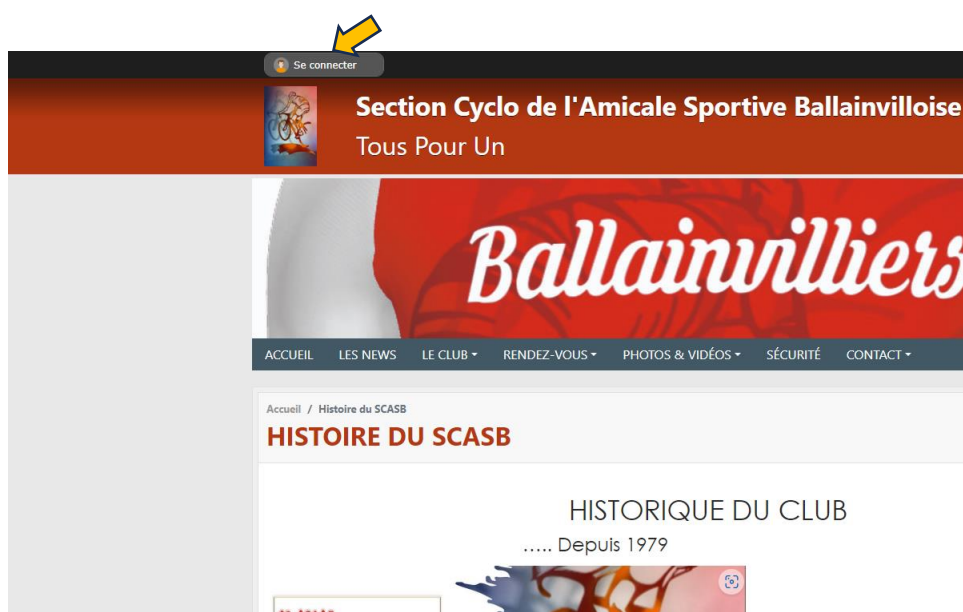 Se connecter
Section Cyclo de l'Amicale Sportive Ballainvilloise
Tous Pour Un
Ballainvilliers
ACCUEIL LES NEWS LE CLUB RENDEZ-VOUS PHOTOS & VIDÉOS SÉCURITÉ CONTACT
Accueil / Histoire du SCASB
HISTOIRE DU SCASB
HISTORIQUE DU CLUB
..... Depuis 1979